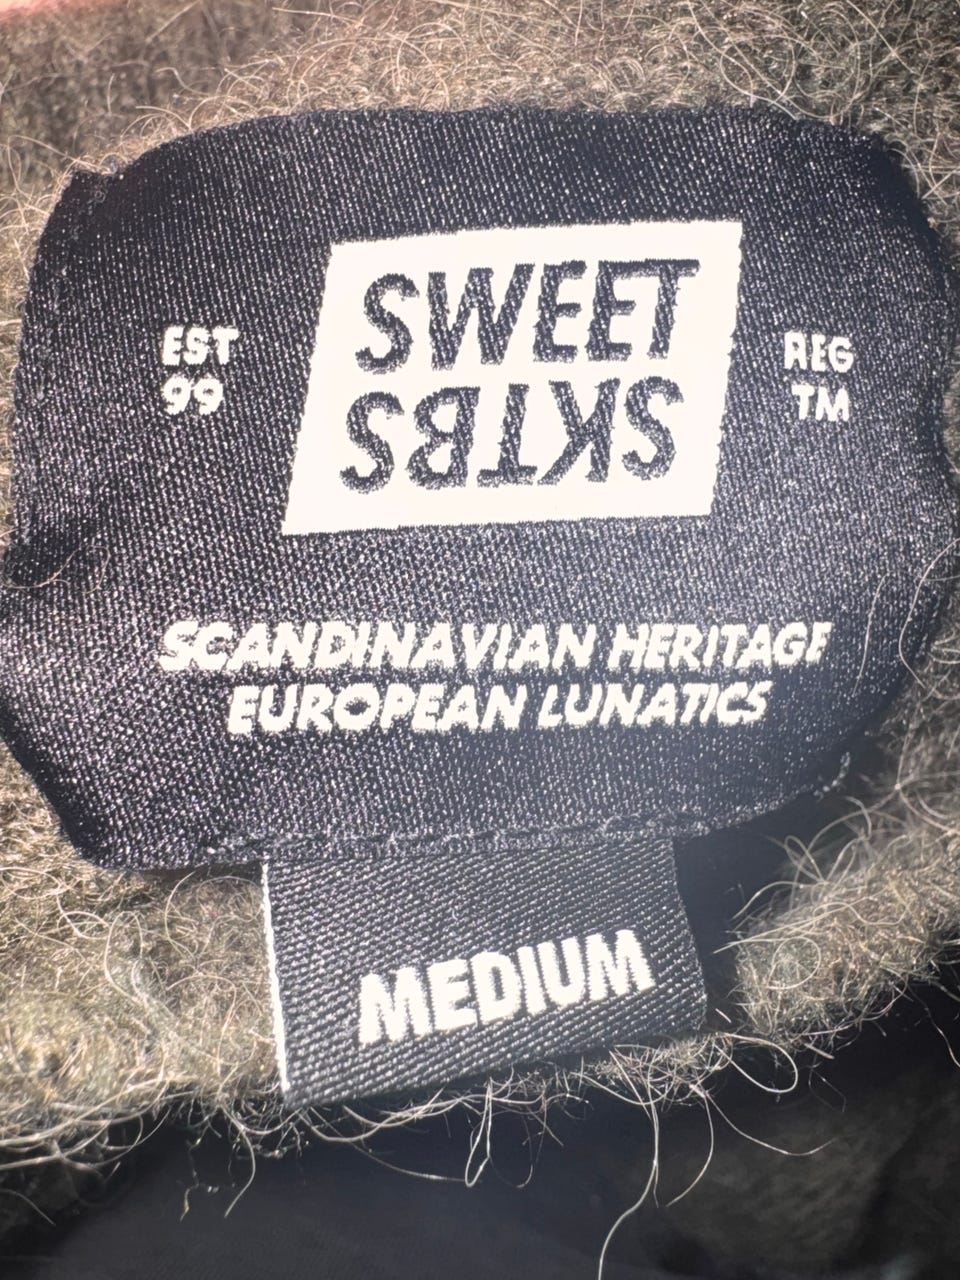 SWEET
SKTBS
EST
99
REG
TM
SCANDINAVIAN HERITAGE
EUROPEAN LUNATICS
MEDIUM